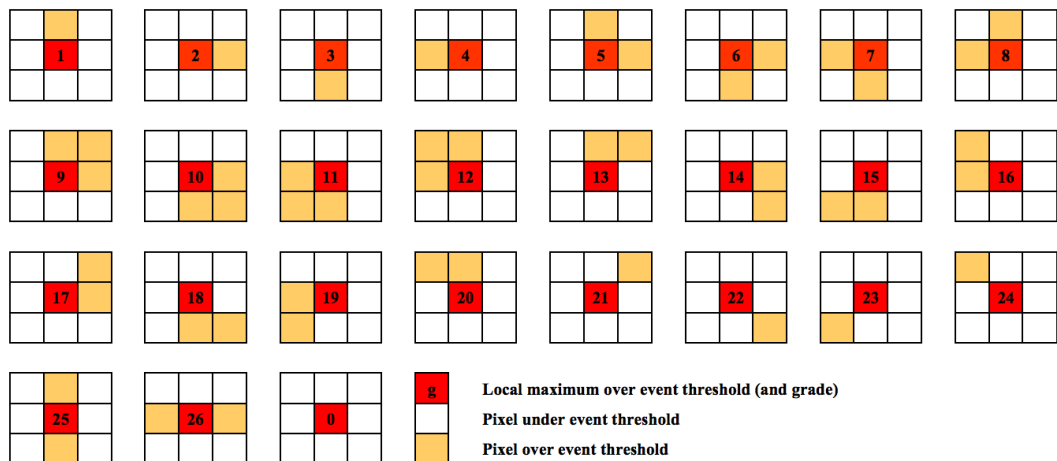 1 2 3 4 5 6 7 8
9 10 11 12 13 14 15 16
17 18 19 20 21 22 23 24
25 26 0 g Local maximum over event threshold (and grade)
Pixel under event threshold
Pixel over event threshold